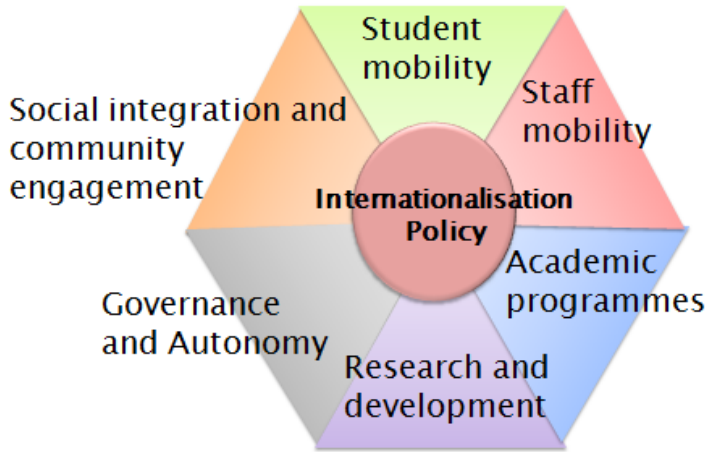 Student
mobility
Staff
mobility
Social integration and
community
engagement
Internationalisation
Policy
Academic
programmes
Governance
and Autonomy
Research and
development